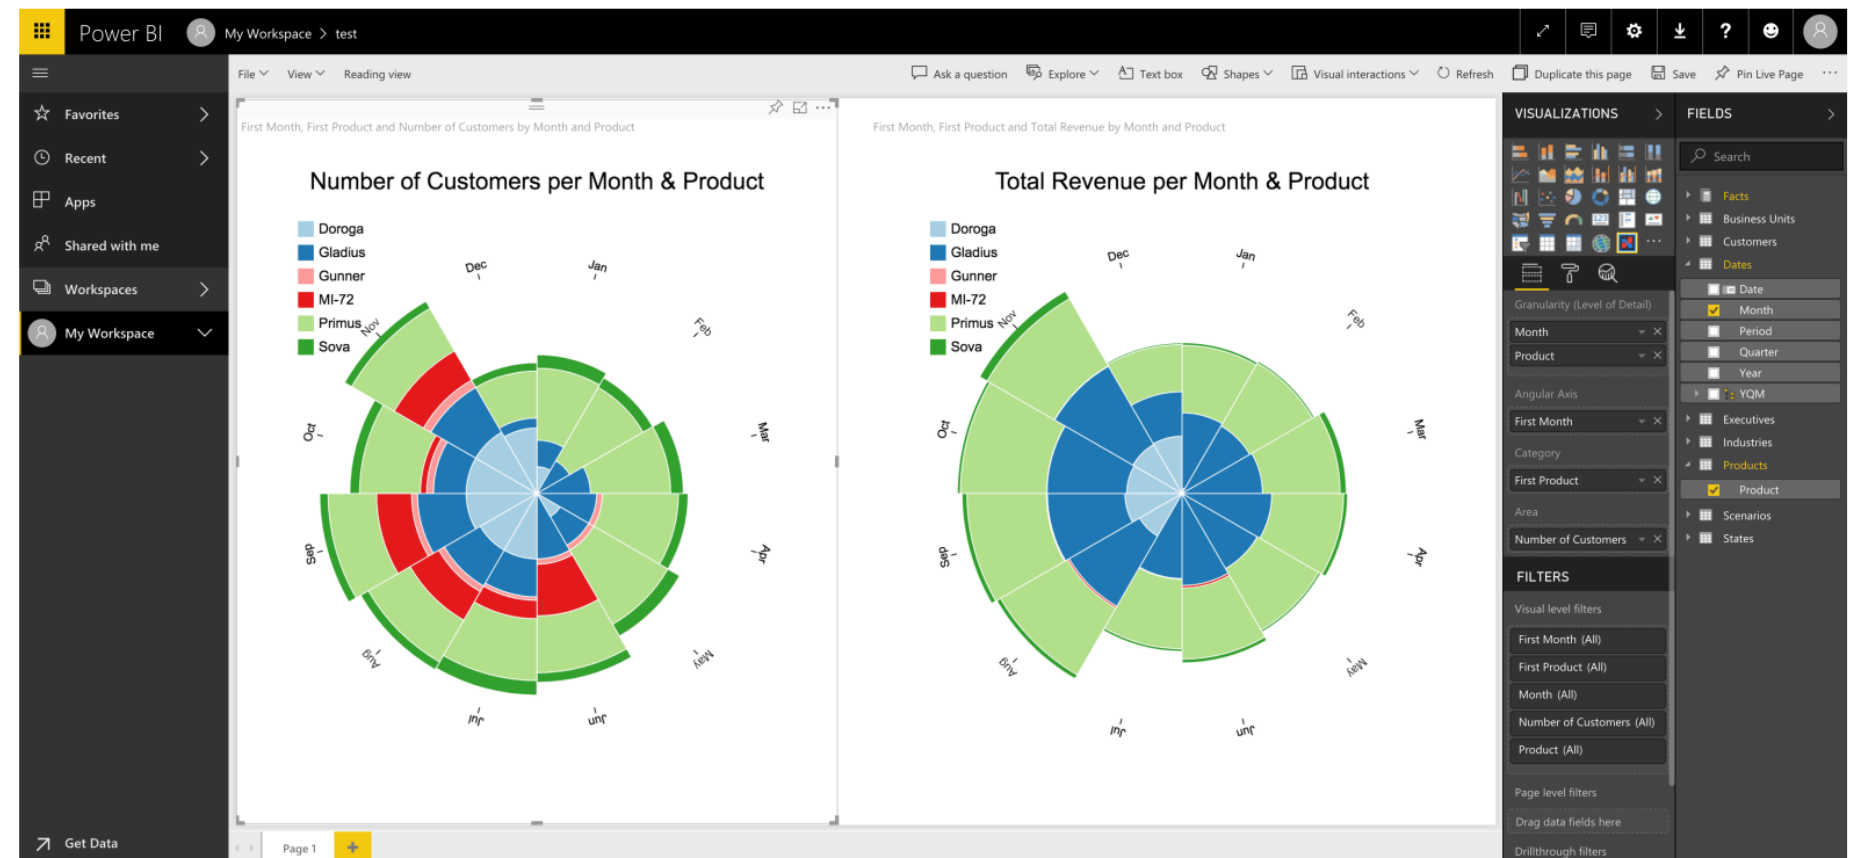 Power BI
My Workspace > test
File View Reading view
Ask a question Explore Text box Shapes Visual interactions Refresh Duplicate this page Save Pin Live Page ...
Favorites
Recent
Apps
Shared with me
Workspaces
My Workspace
Get Data
First Month, First Product and Number of Customers by Month and Product
Number of Customers per Month & Product
Doroga
Gladius
Gunner
MI-72
Primus
Sova
Jan
Feb
Mar
Apr
May
Jun
Jul
Aug
Sep
Oct
Nov
Dec
First Month, First Product and Total Revenue by Month and Product
Total Revenue per Month & Product
Doroga
Gladius
Gunner
MI-72
Primus
Sova
Jan
Feb
Mar
Apr
May
Jun
Jul
Aug
Sep
Oct
Nov
Dec
Page 1 +
VISUALIZATIONS >
123
...
Granularity (Level of Detail)
Month
Product
Angular Axis
First Month
Category
First Product
Area
Number of Customers
FILTERS
Visual level filters
First Month (All)
First Product (All)
Month (All)
Number of Customers (All)
Product (All)
Page level filters
Drag data fields here
Drillthrough filters
FIELDS >
Search
Facts
Business Units
Customers
Dates
Date
Month
Period
Quarter
Year
YQM
Executives
Industries
Products
Product
Scenarios
States